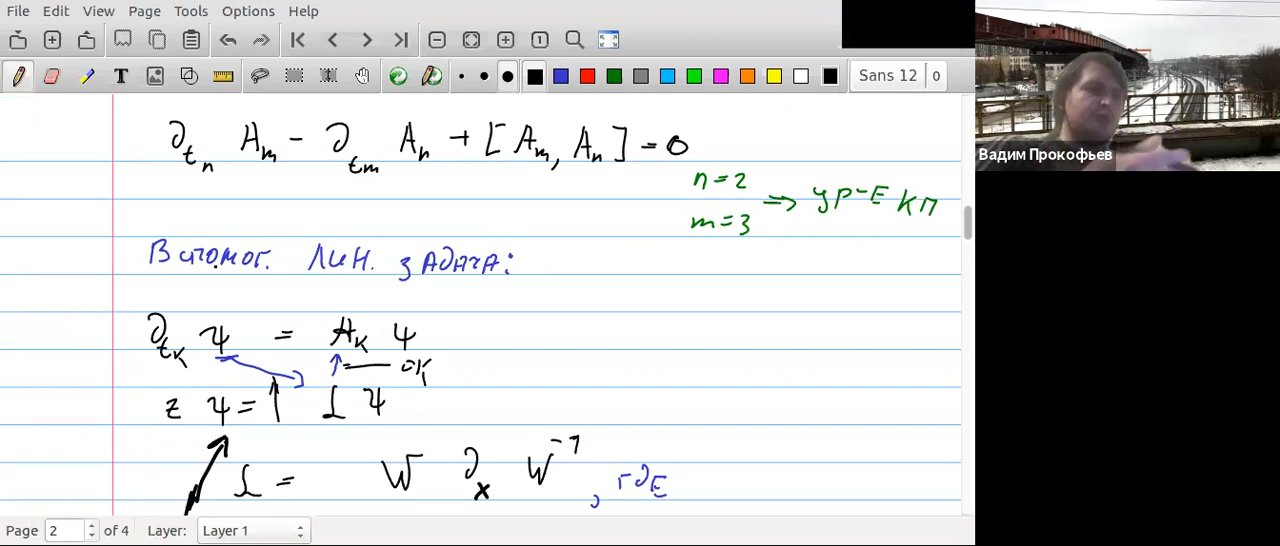 File Edit View Page Tools Options Help
Sans 12 0
∂_{t_n} A_m − ∂_{t_m} A_n + [A_m, A_n] = 0
n=2
m=3 ⇒ ур-е КП
Вспомог. лин. задача:
∂_{t_k} ψ = A_k ψ
OK
z ψ = L ψ
L = W ∂_x W^{-1}, где
Вадим Прокофьев
Page 2 of 4 Layer: Layer 1